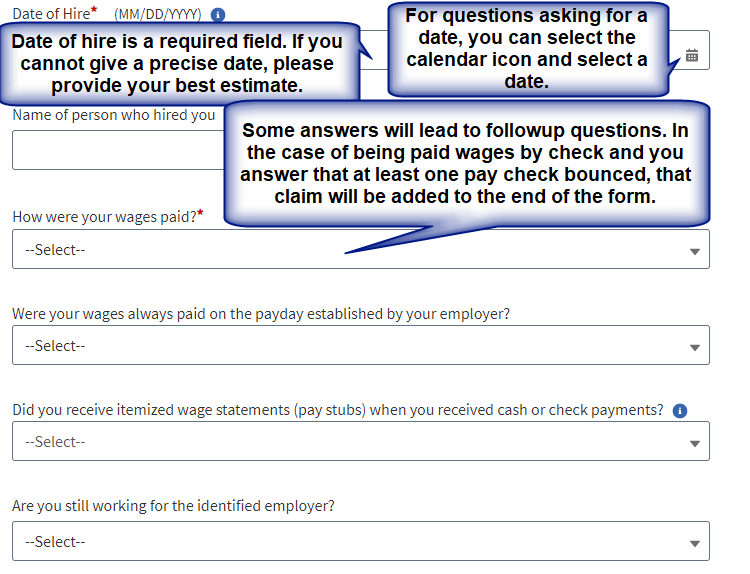 Date of Hire* (MM/DD/YYYY)
Date of hire is a required field. If you
cannot give a precise date, please
provide your best estimate.
For questions asking for a
date, you can select the
calendar icon and select a
date.
Name of person who hired you
Some answers will lead to followup questions. In
the case of being paid wages by check and you
answer that at least one pay check bounced, that
claim will be added to the end of the form.
How were your wages paid?*
--Select--
Were your wages always paid on the payday established by your employer?
--Select--
Did you receive itemized wage statements (pay stubs) when you received cash or check payments?
--Select--
Are you still working for the identified employer?
--Select--